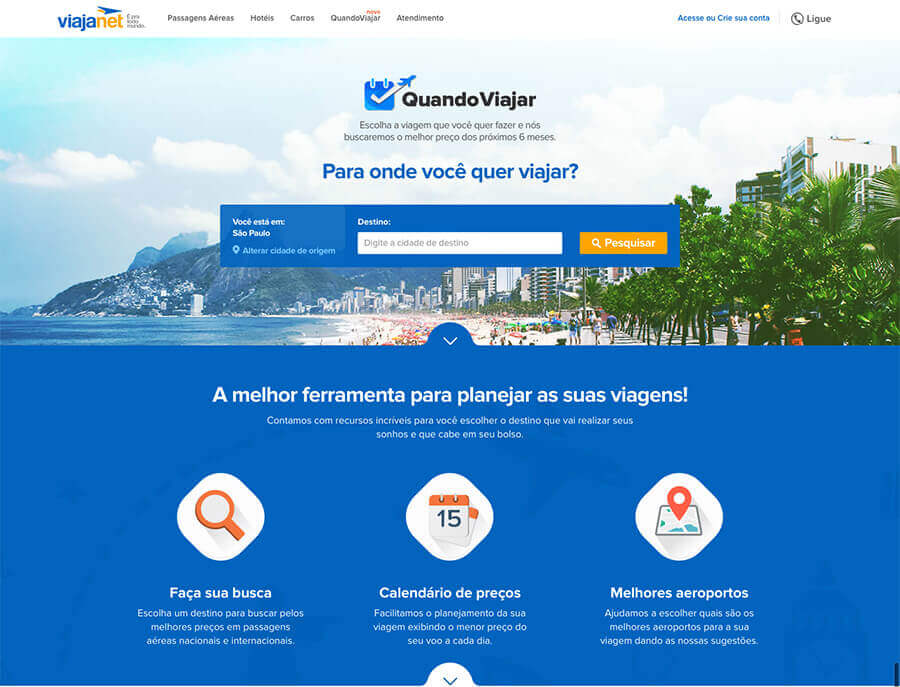 viajanet É pra todo mundo.
Passagens Aéreas Hotéis Carros QuandoViajar novo Atendimento Acesse ou Crie sua conta Ligue
QuandoViajar
Escolha a viagem que você quer fazer e nós
buscaremos o melhor preço dos próximos 6 meses.
Para onde você quer viajar?
Você está em:
São Paulo
Alterar cidade de origem
Destino:
Digite a cidade de destino
Pesquisar
A melhor ferramenta para planejar as suas viagens!
Contamos com recursos incríveis para você escolher o destino que vai realizar seus
sonhos e que cabe em seu bolso.
15
Faça sua busca
Escolha um destino para buscar pelos
melhores preços em passagens
aéreas nacionais e internacionais.
Calendário de preços
Facilitamos o planejamento da sua
viagem exibindo o menor preço do
seu voo a cada dia.
Melhores aeroportos
Ajudamos a escolher quais são os
melhores aeroportos para a sua
viagem dando as nossas sugestões.